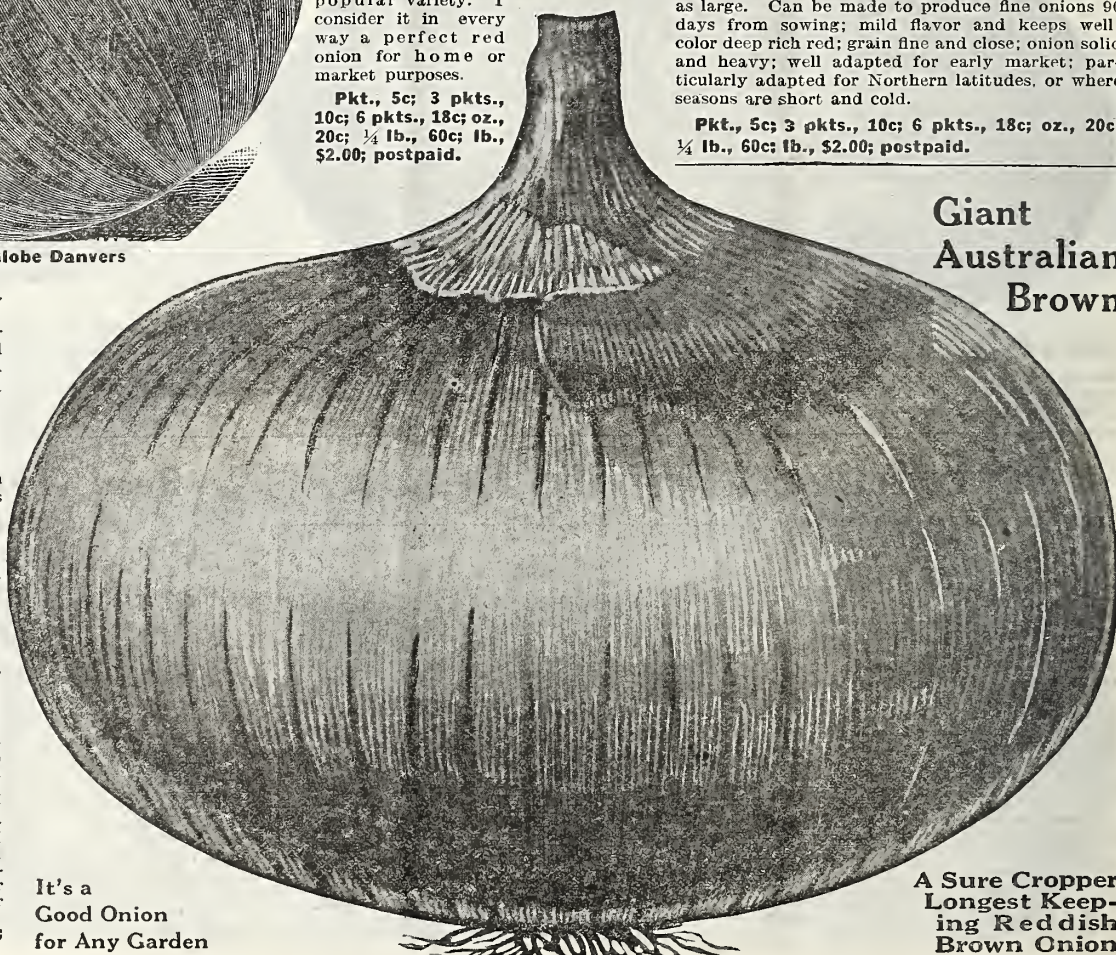 popular variety. I
consider it in every
way a perfect red
onion for home or
market purposes.
Pkt., 5c; 3 pkts.,
10c; 6 pkts., 18c; oz.,
20c; ¼ lb., 60c; lb.,
$2.00; postpaid.
as large. Can be made to produce fine onions 90
days from sowing; mild flavor and keeps well
color deep rich red; grain fine and close; onion solid
and heavy; well adapted for early market; par-
ticularly adapted for Northern latitudes, or where
seasons are short and cold.
Pkt., 5c; 3 pkts., 10c; 6 pkts., 18c; oz., 20c
¼ lb., 60c; lb., $2.00; postpaid.
lobe Danvers
Giant
Australian
Brown
It's a
Good Onion
for Any Garden
A Sure Cropper
Longest Keep-
ing Reddish
Brown Onion